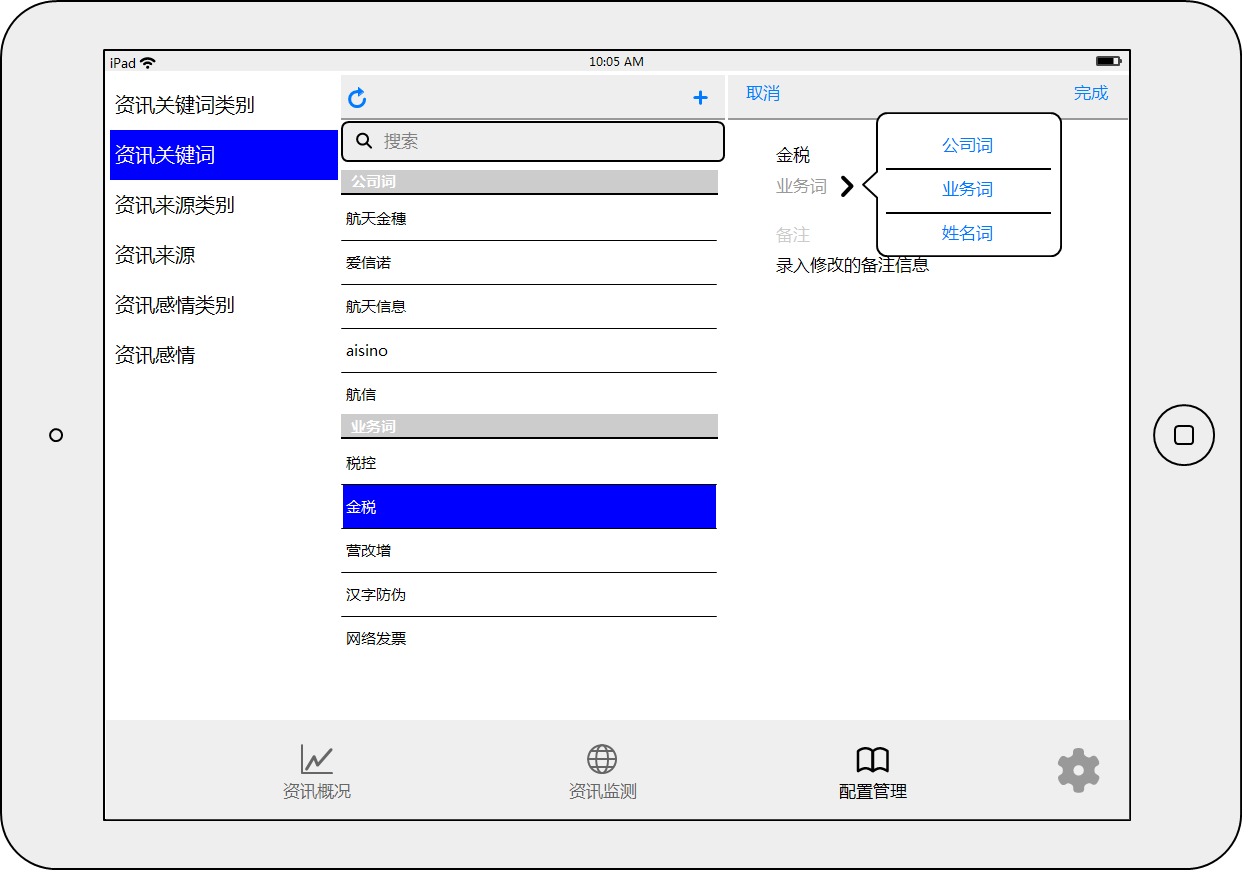 iPad
10:05 AM
资讯关键词类别
资讯关键词
资讯来源类别
资讯来源
资讯感情类别
资讯感情
搜索
公司词
航天金穗
爱信诺
航天信息
aisino
航信
业务词
税控
金税
营改增
汉字防伪
网络发票
取消
完成
金税
业务词
备注
录入修改的备注信息
公司词
业务词
姓名词
资讯概况
资讯监测
配置管理